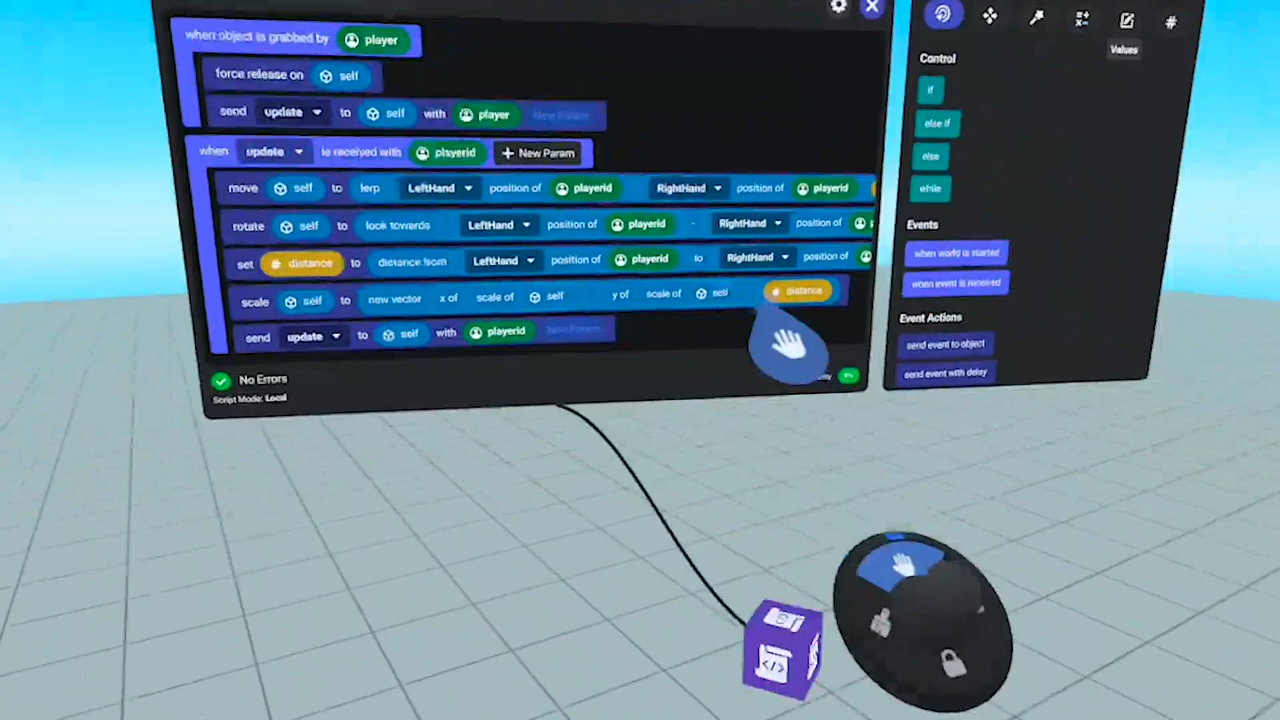 when object is grabbed by player
force release on self
send update to self with player New Param
when update is received with playerid + New Param
move self to lerp LeftHand position of playerid RightHand position of playerid
rotate self to look towards LeftHand position of playerid - RightHand position of
set # distance to distance from LeftHand position of playerid to RightHand position of
scale self to new vector x of scale of self y of scale of self distance
send update to self with playerid New Param
No Errors
Script Mode: Local
#
Values
Control
if
else if
else
while
Events
when world is started
when event is received
Event Actions
send event to object
send event with delay